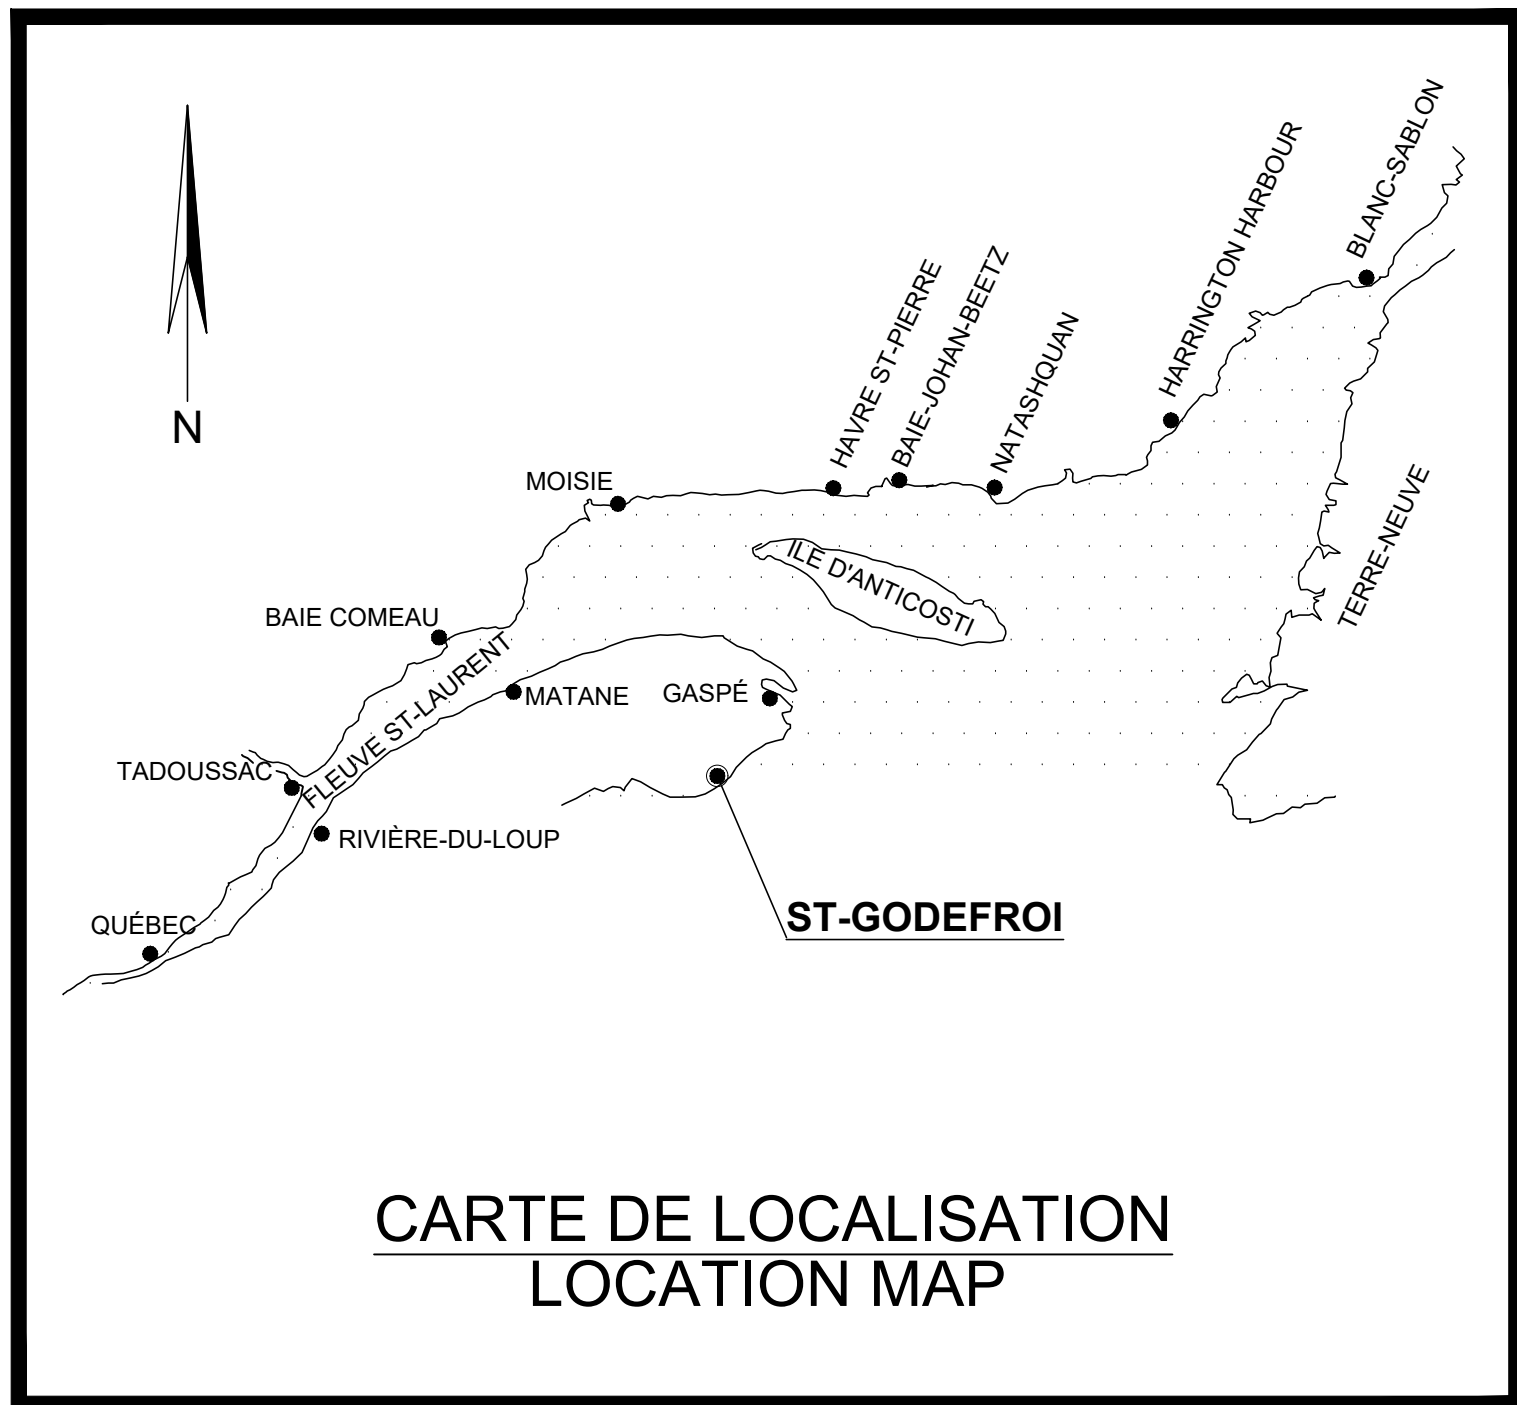 BLANC-SABLON
HARRINGTON HARBOUR
HAVRE ST-PIERRE
BAIE-JOHAN-BEETZ
NATASHQUAN
N
MOISIE
TERRE-NEUVE
ILE D'ANTICOSTI
BAIE COMEAU
FLEUVE ST-LAURENT
MATANE
GASPÉ
TADOUSSAC
RIVIÈRE-DU-LOUP
QUÉBEC
ST-GODEFROI
CARTE DE LOCALISATION
LOCATION MAP